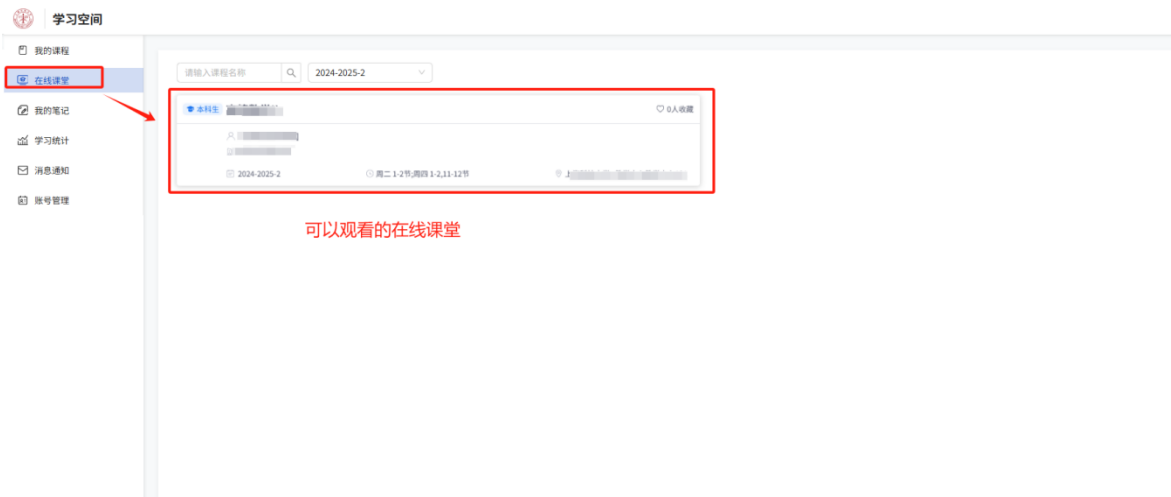 学习空间
我的课程
在线课堂
我的笔记
学习统计
消息通知
账号管理
请输入课程名称
2024-2025-2
本科生
0人收藏
2024-2025-2
周二 1-2节;周四 1-2,11-12节
上
可以观看的在线课堂